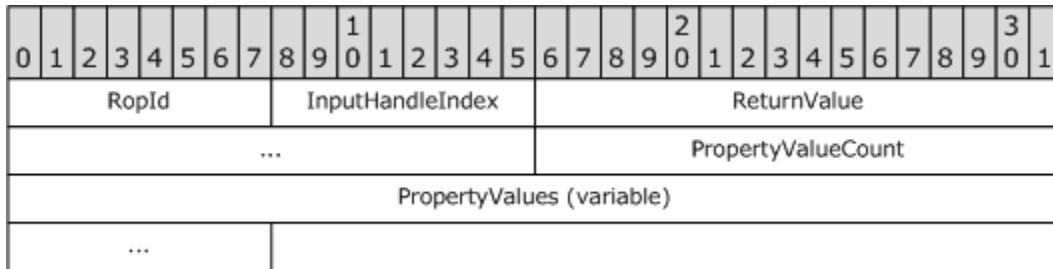 1 2 3
0 1 2 3 4 5 6 7 8 9 0 1 2 3 4 5 6 7 8 9 0 1 2 3 4 5 6 7 8 9 0 1
RopId InputHandleIndex ReturnValue
... PropertyValueCount
PropertyValues (variable)
...